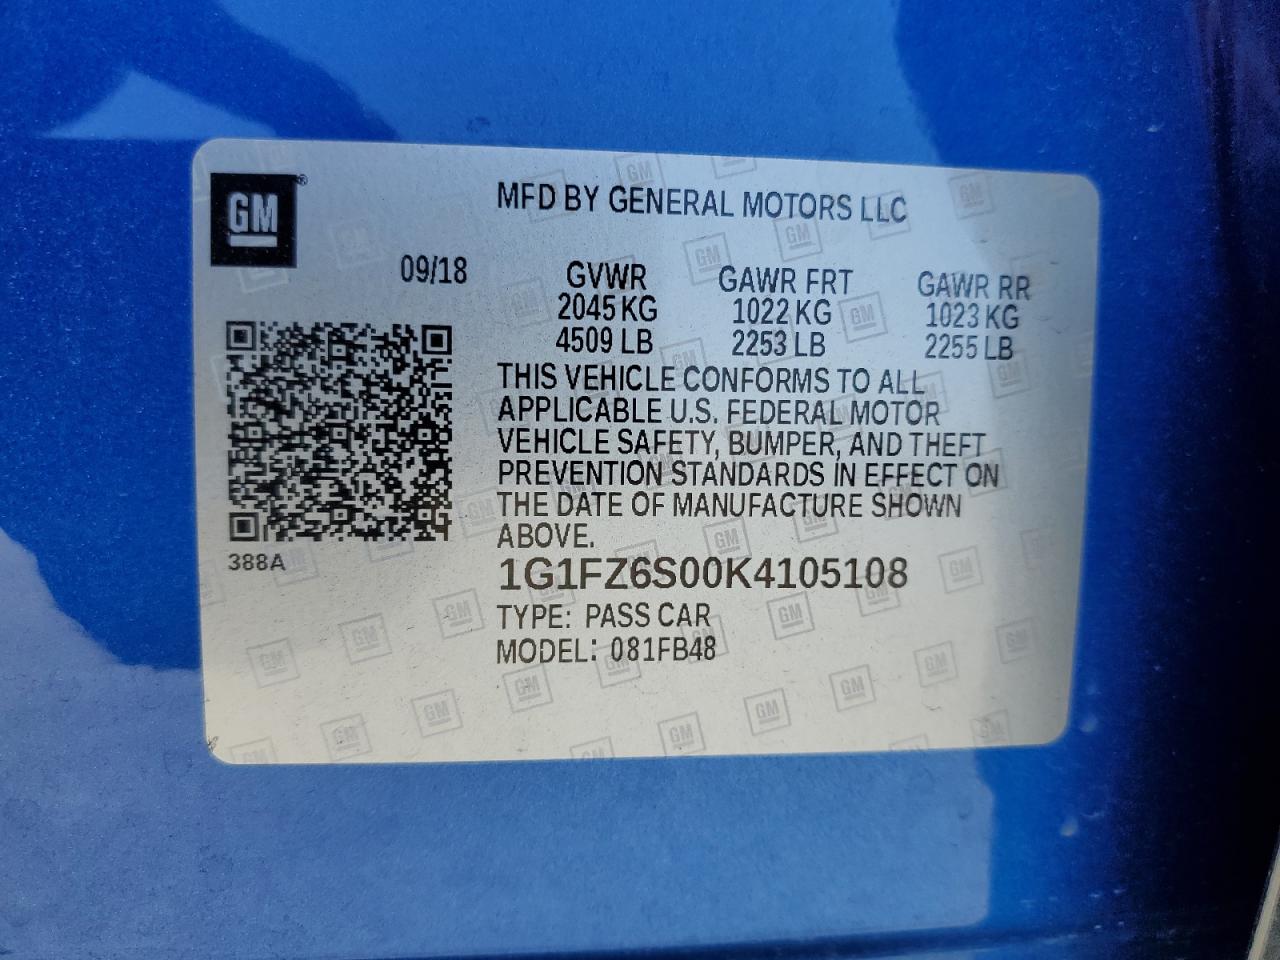 GM®
MFD BY GENERAL MOTORS LLC
09/18
GVWR GAWR FRT GAWR RR
2045 KG 1022 KG 1023 KG
4509 LB 2253 LB 2255 LB
THIS VEHICLE CONFORMS TO ALL
APPLICABLE U.S. FEDERAL MOTOR
VEHICLE SAFETY, BUMPER, AND THEFT
PREVENTION STANDARDS IN EFFECT ON
THE DATE OF MANUFACTURE SHOWN
ABOVE.
388A
1G1FZ6S00K4105108
TYPE: PASS CAR
MODEL: 081FB48